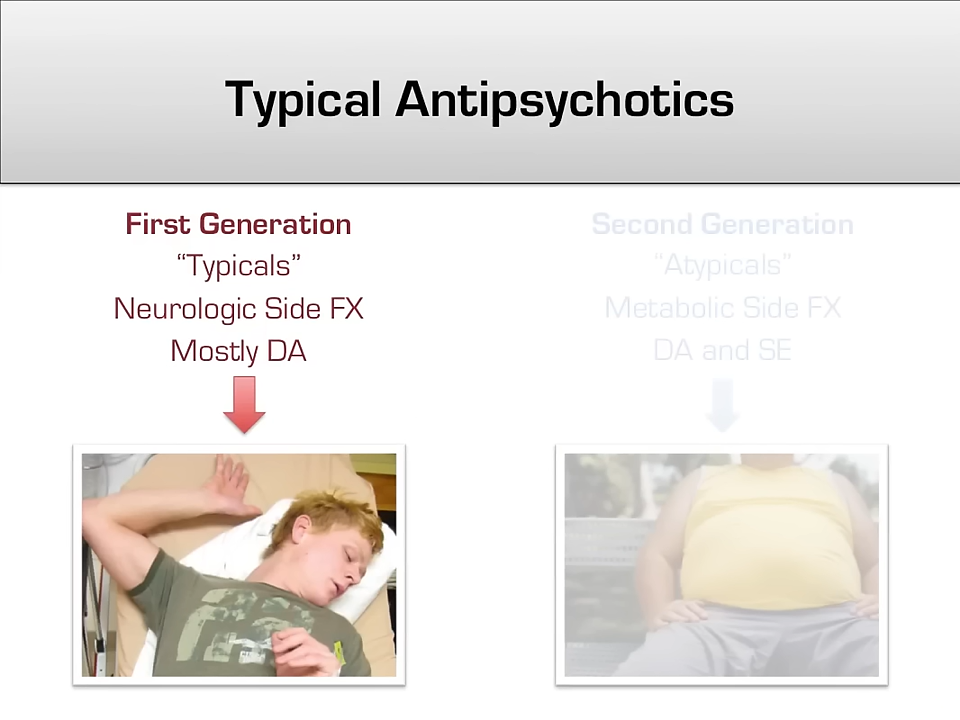 Typical Antipsychotics
First Generation
“Typicals”
Neurologic Side FX
Mostly DA
Second Generation
“Atypicals”
Metabolic Side FX
DA and SE